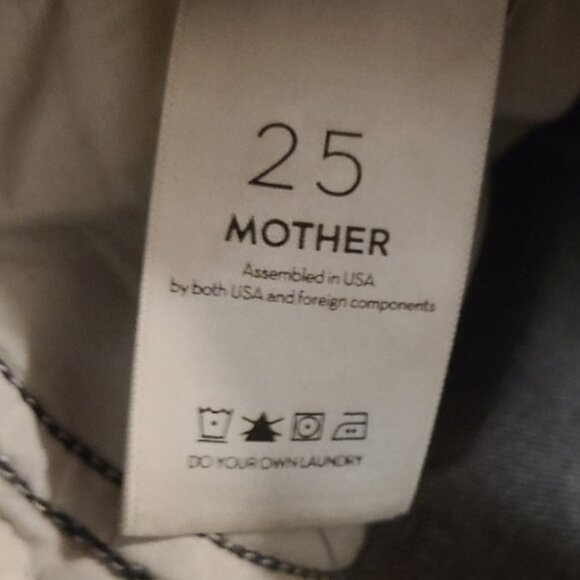 25
MOTHER
Assembled in USA
by both USA and foreign components
DO YOUR OWN LAUNDRY